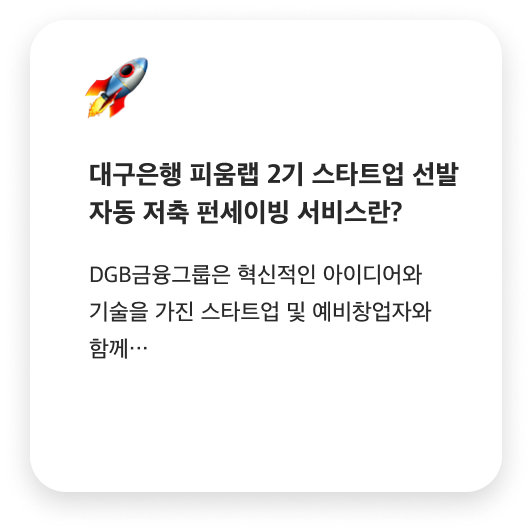 대구은행 피움랩 2기 스타트업 선발
자동 저축 펀세이빙 서비스란?
DGB금융그룹은 혁신적인 아이디어와
기술을 가진 스타트업 및 예비창업자와
함께…